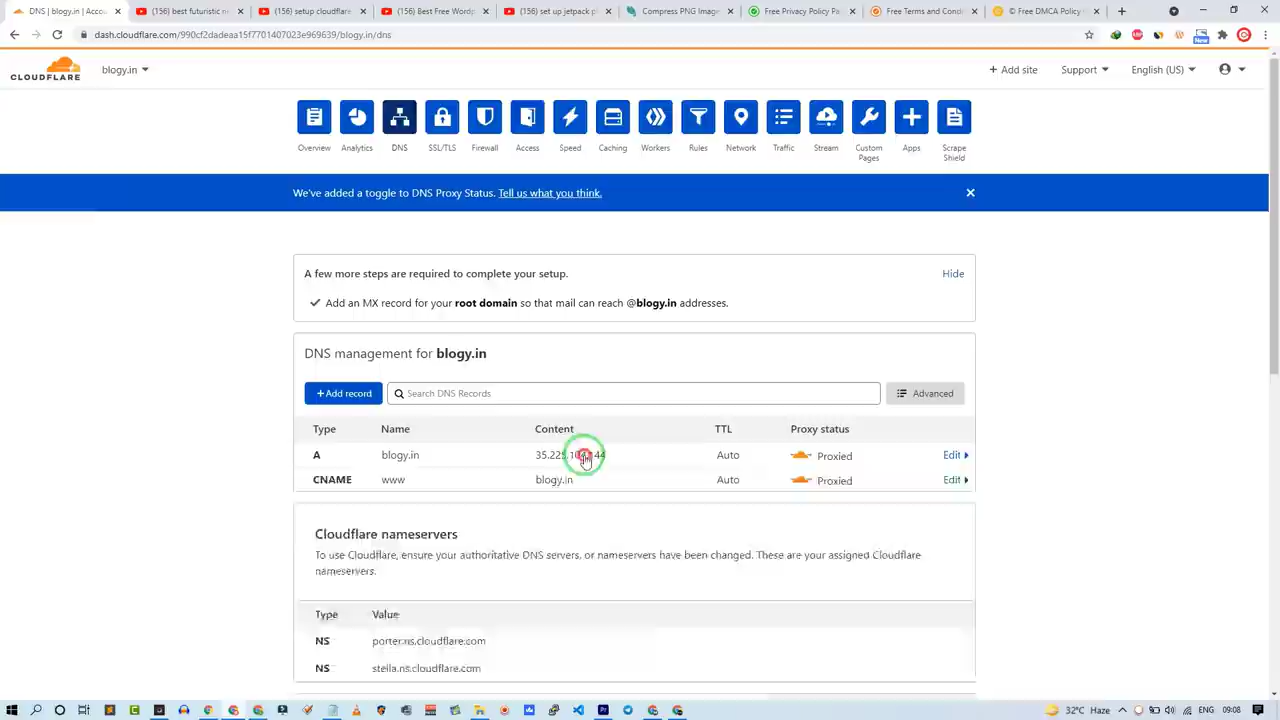 DNS | blogy.in | Accou
(156) best futuristic ne
(156) setup cloudflare
(156) Best Free Wordp
(156) set up jetpack pl
Compress PNG Image
Free Privacy Policy Pa
Free Terms and Condi
© Free DMCA Policy
dash.cloudflare.com/990cf2dadeaa15f7701407023e969639/blogy.in/dns
New
CLOUDFLARE
blogy.in
+ Add site
Support
English (US)
Overview
Analytics
DNS
SSL/TLS
Firewall
Access
Speed
Caching
Workers
Rules
Network
Traffic
Stream
Custom Pages
Apps
Scrape Shield
We've added a toggle to DNS Proxy Status. Tell us what you think.
A few more steps are required to complete your setup.
Hide
Add an MX record for your root domain so that mail can reach @blogy.in addresses.
DNS management for blogy.in
+Add record
Search DNS Records
Advanced
Type Name Content TTL Proxy status
A blogy.in Auto Proxied Edit
CNAME www blogy.in Auto Proxied Edit
Cloudflare nameservers
To use Cloudflare, ensure your authoritative DNS servers, or nameservers have been changed. These are your assigned Cloudflare
nameservers.
Type Value
NS porter.ns.cloudflare.com
NS stella.ns.cloudflare.com
32°C Haze
ENG
09:08